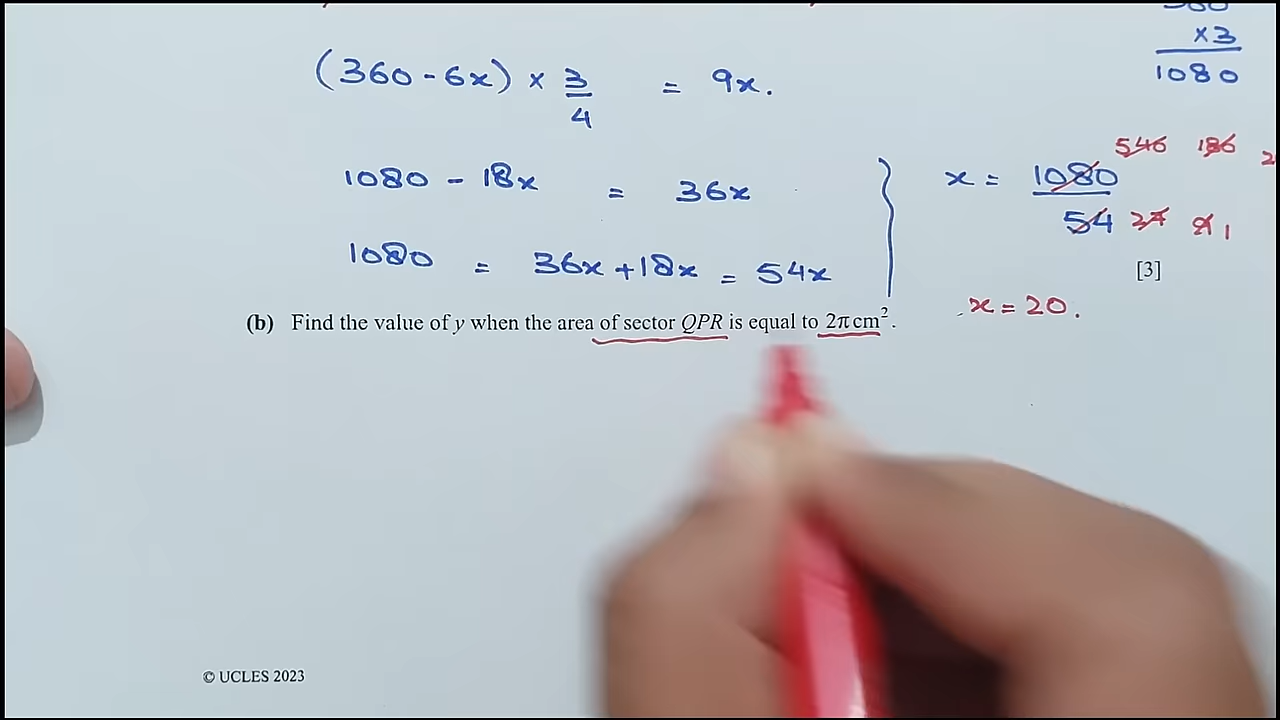 ×3
1080
(360 - 6x) × 3/4 = 9x.
540 180
1080 - 18x = 36x
x = 1080
54 27 9 1
1080 = 36x + 18x = 54x
[3]
x = 20.
(b) Find the value of y when the area of sector QPR is equal to 2π cm².
© UCLES 2023